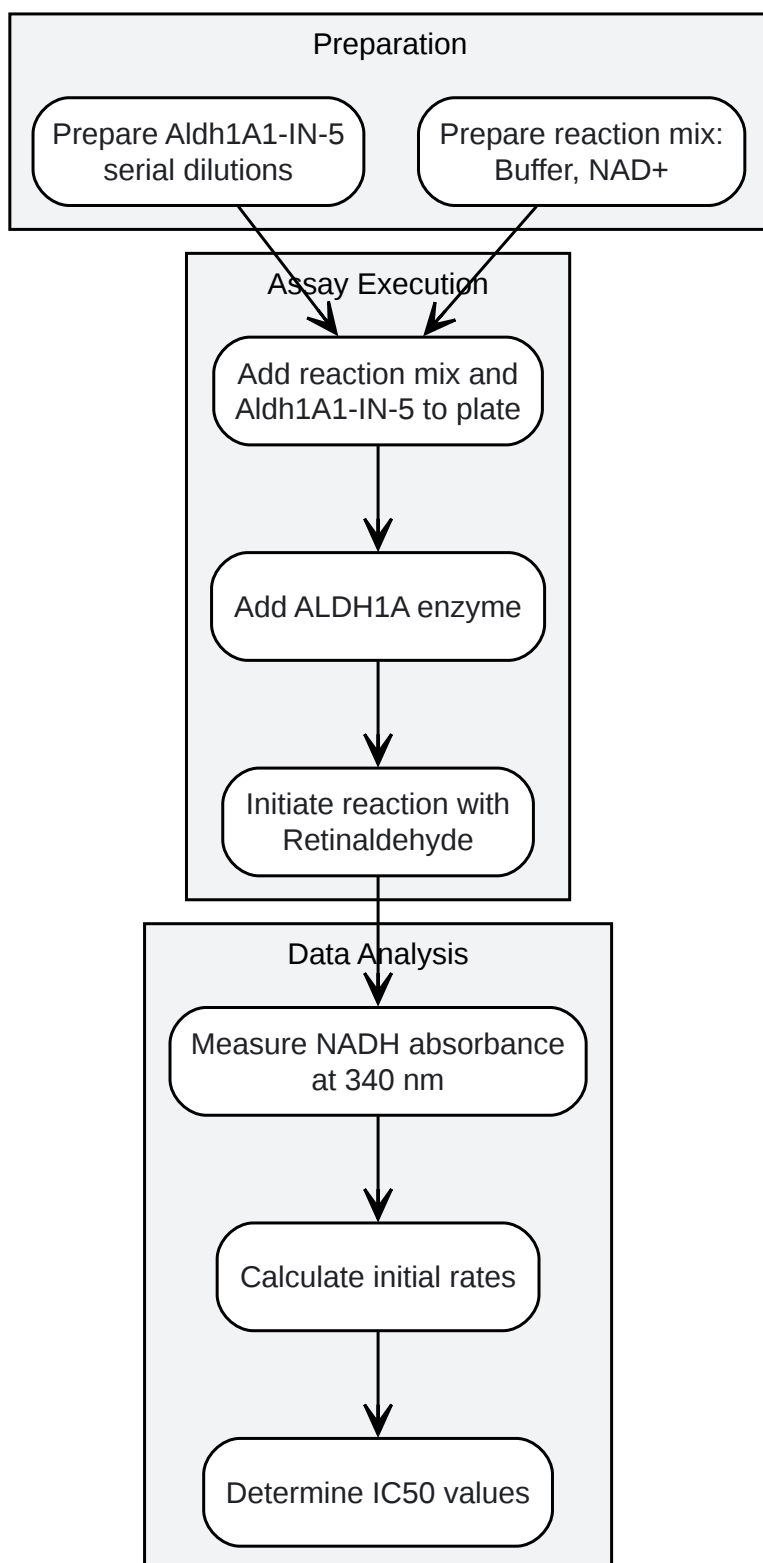 Preparation
Prepare Aldh1A1-IN-5
serial dilutions
Prepare reaction mix:
Buffer, NAD+
Assay Execution
Add reaction mix and
Aldh1A1-IN-5 to plate
Add ALDH1A enzyme
Initiate reaction with
Retinaldehyde
Data Analysis
Measure NADH absorbance
at 340 nm
Calculate initial rates
Determine IC50 values